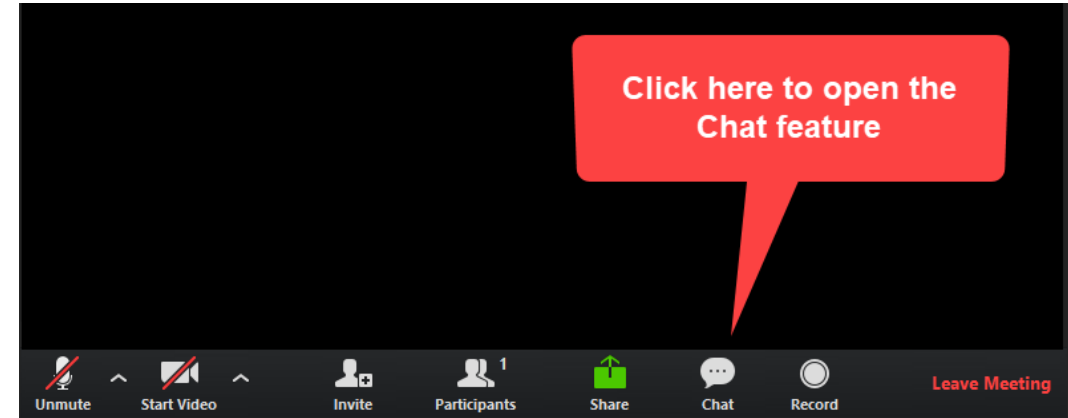 Click here to open the
Chat feature
1
Unmute
Start Video
Invite
Participants
Share
Chat
Record
Leave Meeting